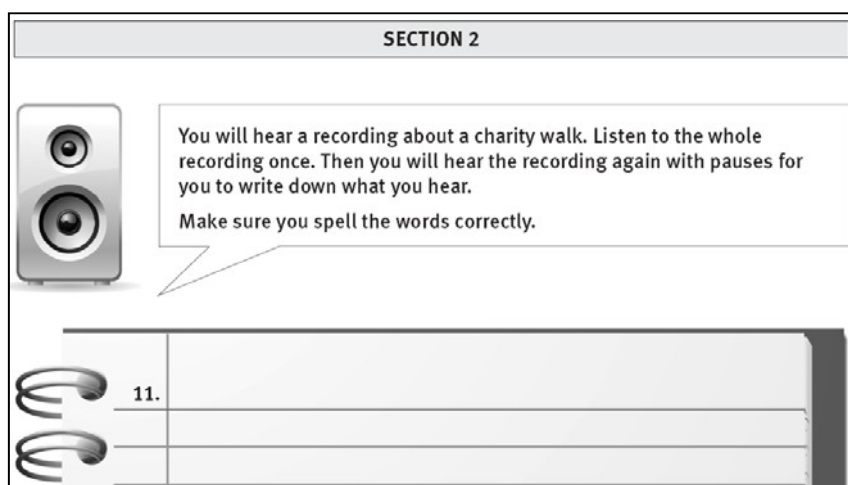 SECTION 2
You will hear a recording about a charity walk. Listen to the whole
recording once. Then you will hear the recording again with pauses for
you to write down what you hear.
Make sure you spell the words correctly.
11.